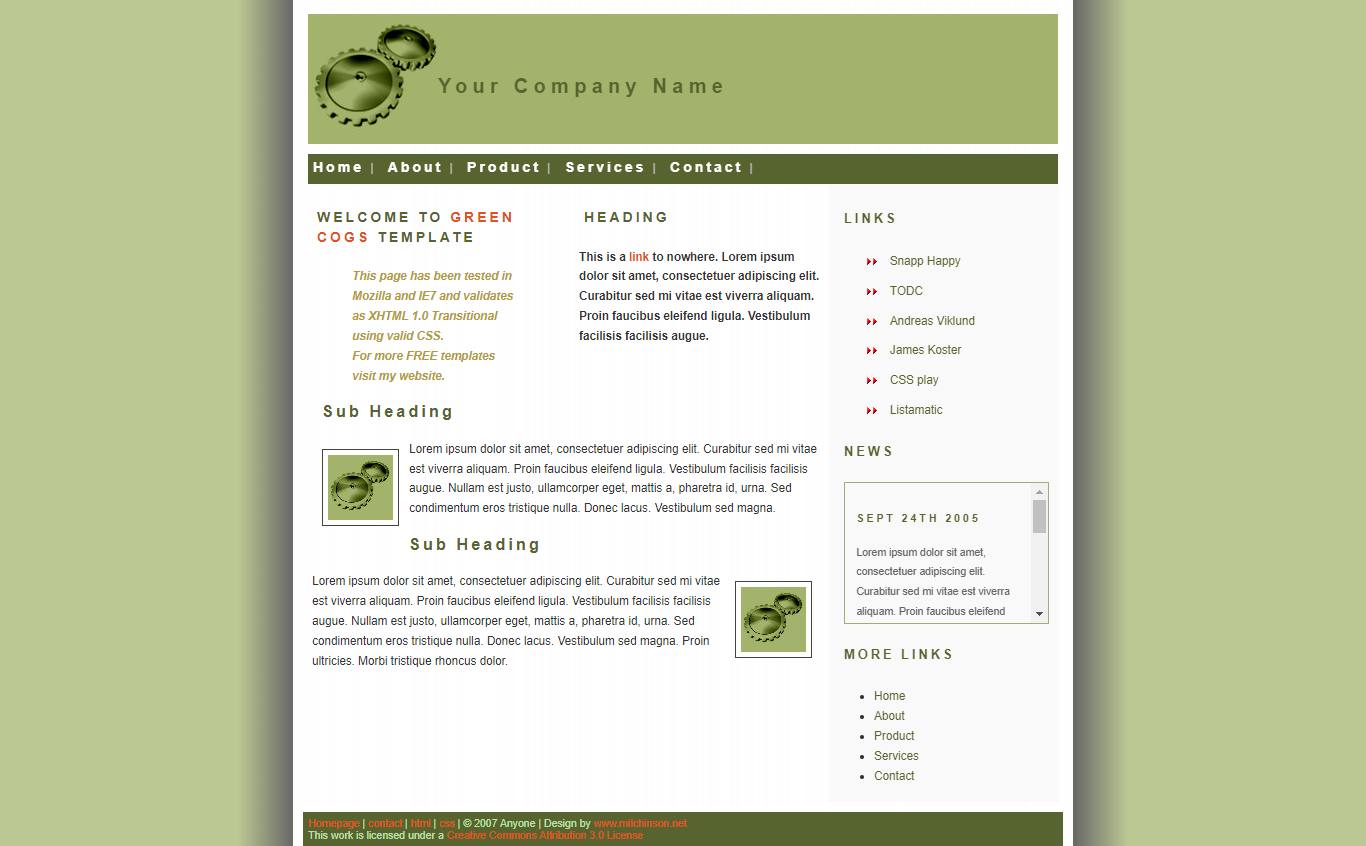 Your Company Name
Home | About | Product | Services | Contact |
WELCOME TO GREEN
COGS TEMPLATE
This page has been tested in
Mozilla and IE7 and validates
as XHTML 1.0 Transitional
using valid CSS.
For more FREE templates
visit my website.
HEADING
This is a link to nowhere. Lorem ipsum
dolor sit amet, consectetuer adipiscing elit.
Curabitur sed mi vitae est viverra aliquam.
Proin faucibus eleifend ligula. Vestibulum
facilisis facilisis augue.
Sub Heading
Lorem ipsum dolor sit amet, consectetuer adipiscing elit. Curabitur sed mi vitae
est viverra aliquam. Proin faucibus eleifend ligula. Vestibulum facilisis facilisis
augue. Nullam est justo, ullamcorper eget, mattis a, pharetra id, urna. Sed
condimentum eros tristique nulla. Donec lacus. Vestibulum sed magna.
Sub Heading
Lorem ipsum dolor sit amet, consectetuer adipiscing elit. Curabitur sed mi vitae
est viverra aliquam. Proin faucibus eleifend ligula. Vestibulum facilisis facilisis
augue. Nullam est justo, ullamcorper eget, mattis a, pharetra id, urna. Sed
condimentum eros tristique nulla. Donec lacus. Vestibulum sed magna. Proin
ultricies. Morbi tristique rhoncus dolor.
LINKS
Snapp Happy
TODC
Andreas Viklund
James Koster
CSS play
Listamatic
NEWS
SEPT 24TH 2005
Lorem ipsum dolor sit amet,
consectetuer adipiscing elit.
Curabitur sed mi vitae est viverra
aliquam. Proin faucibus eleifend
MORE LINKS
Home
About
Product
Services
Contact
Homepage | contact | html | css | © 2007 Anyone | Design by www.mitchinson.net
This work is licensed under a Creative Commons Attribution 3.0 License